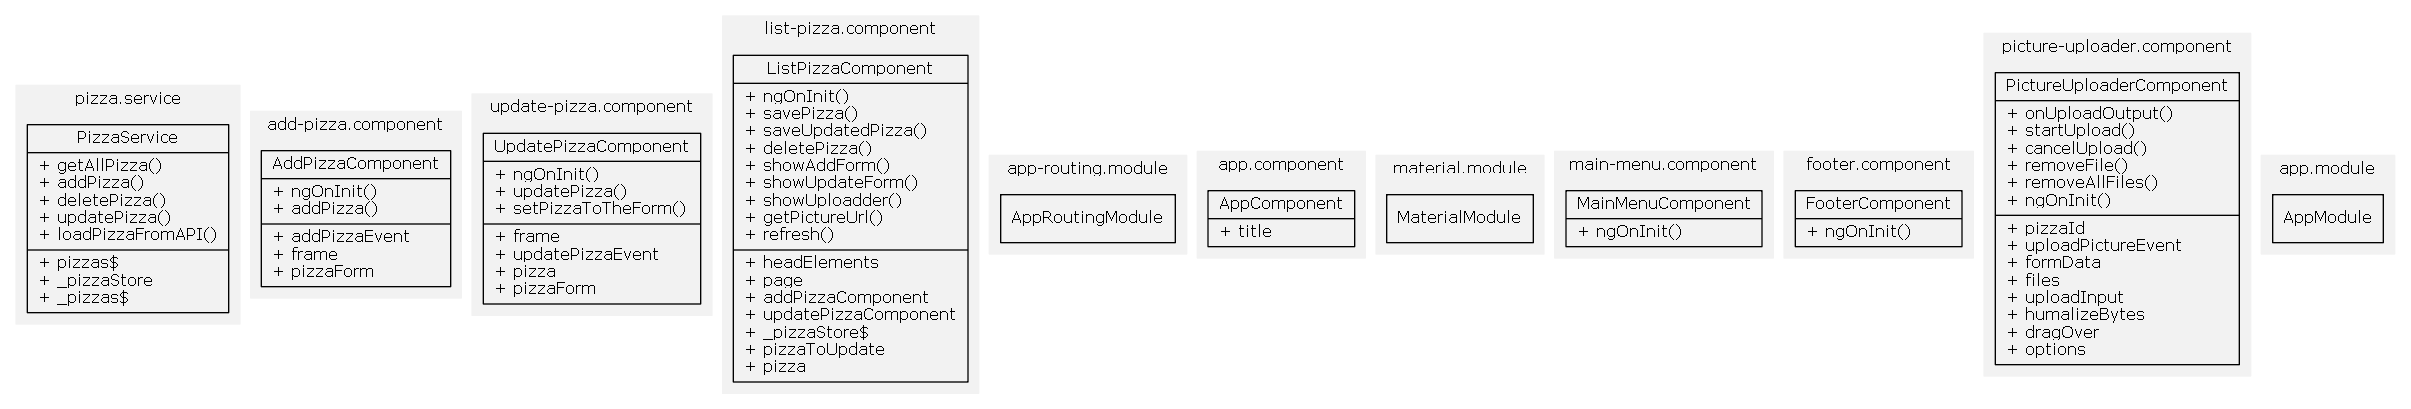 pizza.service
PizzaService
+ getAllPizza()
+ addPizza()
+ deletePizza()
+ updatePizza()
+ loadPizzaFromAPI()
+ pizzas$
+ _pizzaStore
+ _pizzas$
add-pizza.component
AddPizzaComponent
+ ngOnInit()
+ addPizza()
+ addPizzaEvent
+ frame
+ pizzaForm
update-pizza.component
UpdatePizzaComponent
+ ngOnInit()
+ updatePizza()
+ setPizzaToTheForm()
+ frame
+ updatePizzaEvent
+ pizza
+ pizzaForm
list-pizza.component
ListPizzaComponent
+ ngOnInit()
+ savePizza()
+ saveUpdatedPizza()
+ deletePizza()
+ showAddForm()
+ showUpdateForm()
+ showUploadder()
+ getPictureUrl()
+ refresh()
+ headElements
+ page
+ addPizzaComponent
+ updatePizzaComponent
+ _pizzaStore$
+ pizzaToUpdate
+ pizza
app-routing.module
AppRoutingModule
app.component
AppComponent
+ title
material.module
MaterialModule
main-menu.component
MainMenuComponent
+ ngOnInit()
footer.component
FooterComponent
+ ngOnInit()
picture-uploader.component
PictureUploaderComponent
+ onUploadOutput()
+ startUpload()
+ cancelUpload()
+ removeFile()
+ removeAllFiles()
+ ngOnInit()
+ pizzaId
+ uploadPictureEvent
+ formData
+ files
+ uploadInput
+ humalizeBytes
+ dragOver
+ options
app.module
AppModule